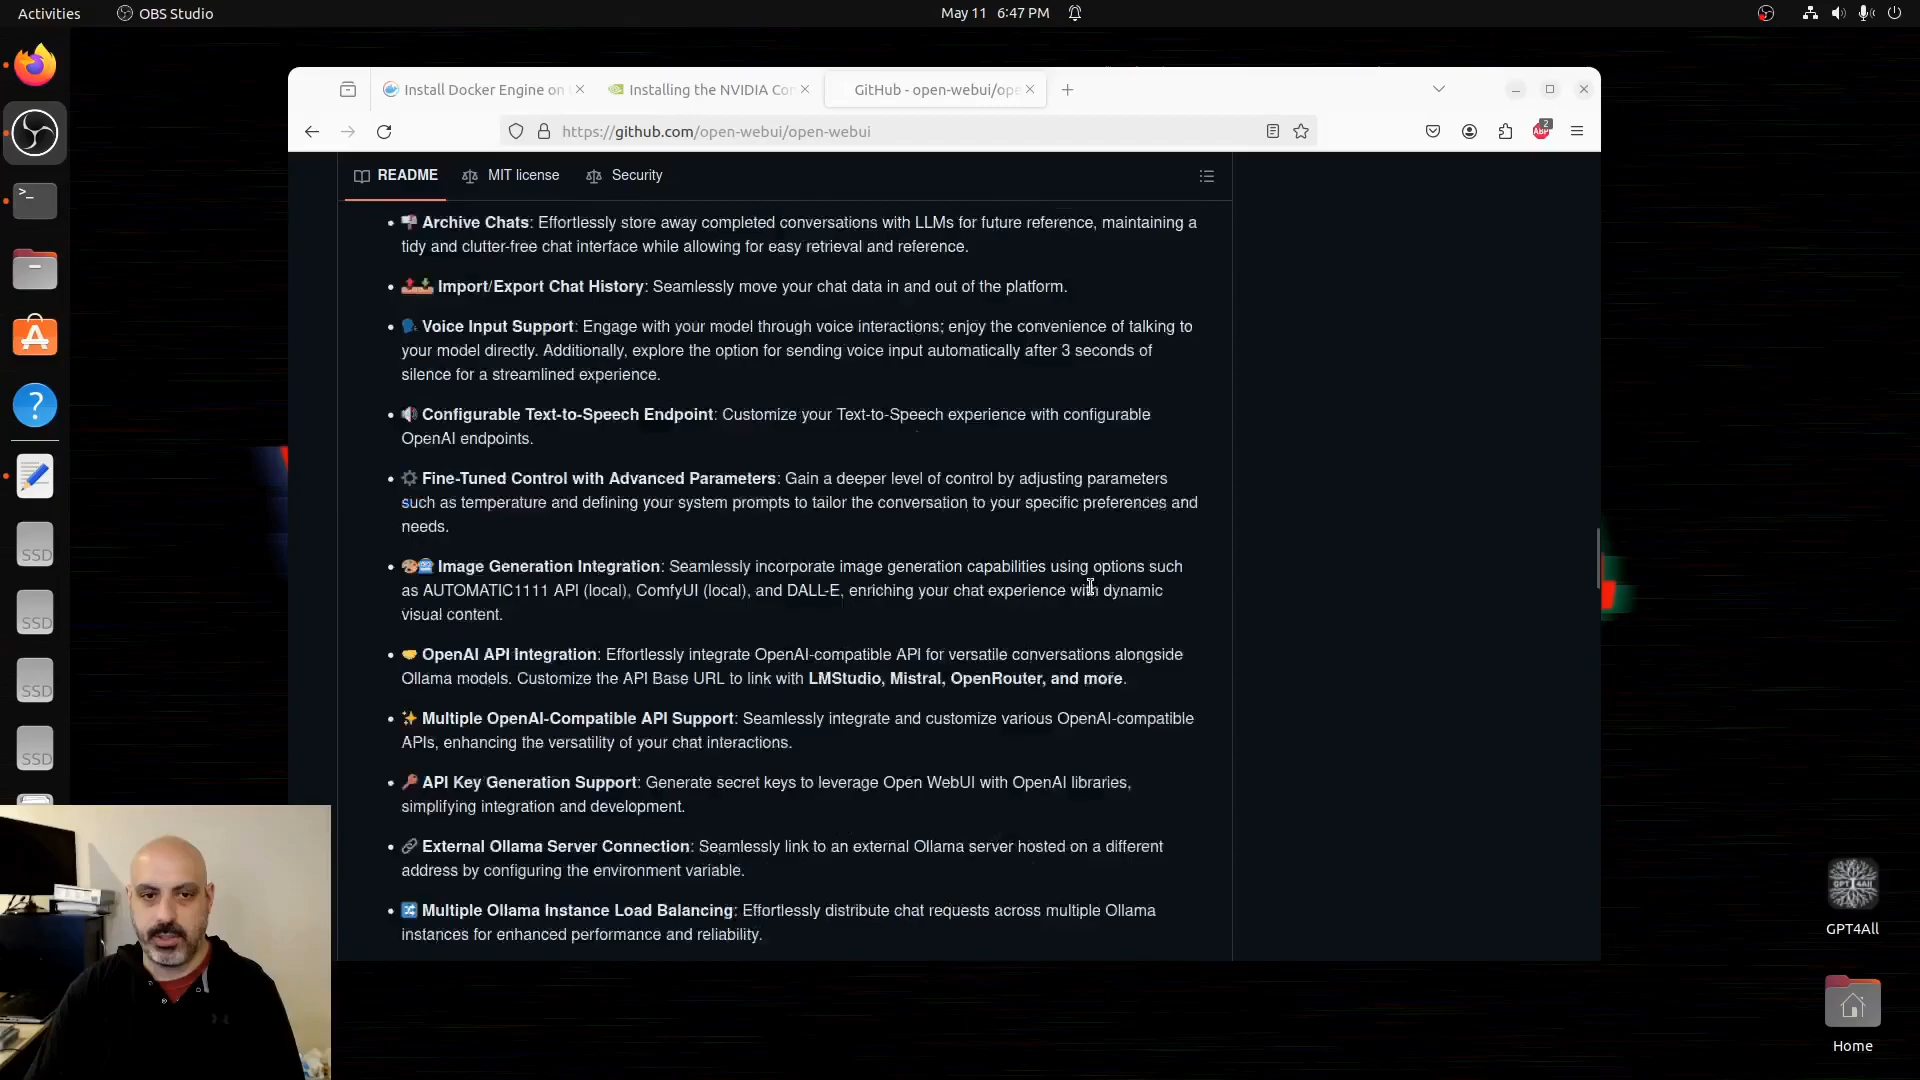 Activities
OBS Studio
May 11 6:47 PM
Install Docker Engine on
Installing the NVIDIA Con
GitHub - open-webui/ope
https://github.com/open-webui/open-webui
ABP
2
README
MIT license
Security
Archive Chats: Effortlessly store away completed conversations with LLMs for future reference, maintaining a
tidy and clutter-free chat interface while allowing for easy retrieval and reference.
Import/Export Chat History: Seamlessly move your chat data in and out of the platform.
Voice Input Support: Engage with your model through voice interactions; enjoy the convenience of talking to
your model directly. Additionally, explore the option for sending voice input automatically after 3 seconds of
silence for a streamlined experience.
Configurable Text-to-Speech Endpoint: Customize your Text-to-Speech experience with configurable
OpenAI endpoints.
Fine-Tuned Control with Advanced Parameters: Gain a deeper level of control by adjusting parameters
such as temperature and defining your system prompts to tailor the conversation to your specific preferences and
needs.
Image Generation Integration: Seamlessly incorporate image generation capabilities using options such
as AUTOMATIC1111 API (local), ComfyUI (local), and DALL-E, enriching your chat experience with dynamic
visual content.
OpenAI API Integration: Effortlessly integrate OpenAI-compatible API for versatile conversations alongside
Ollama models. Customize the API Base URL to link with LMStudio, Mistral, OpenRouter, and more.
Multiple OpenAI-Compatible API Support: Seamlessly integrate and customize various OpenAI-compatible
APIs, enhancing the versatility of your chat interactions.
API Key Generation Support: Generate secret keys to leverage Open WebUI with OpenAI libraries,
simplifying integration and development.
External Ollama Server Connection: Seamlessly link to an external Ollama server hosted on a different
address by configuring the environment variable.
Multiple Ollama Instance Load Balancing: Effortlessly distribute chat requests across multiple Ollama
instances for enhanced performance and reliability.
SSD
SSD
SSD
SSD
GPT4All
GPT4All
Home